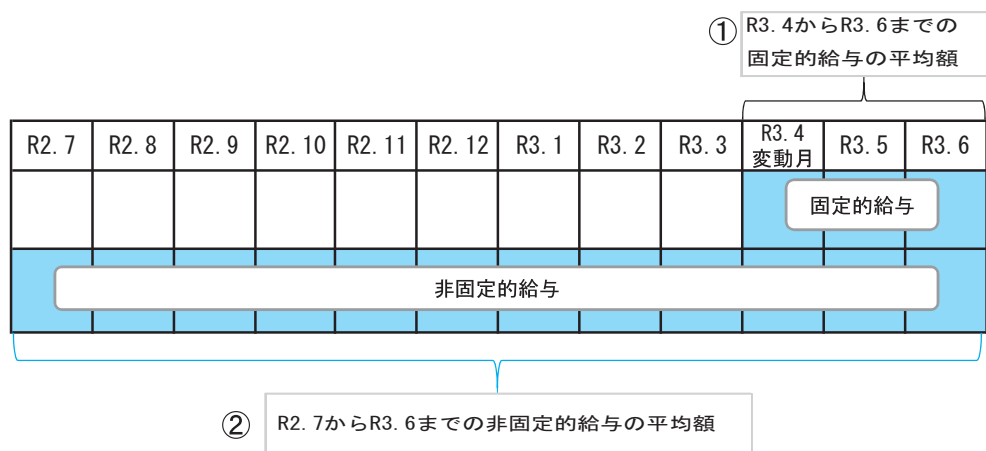 ①
R3.4からR3.6までの
固定的給与の平均額
R2.7 R2.8 R2.9 R2.10 R2.11 R2.12 R3.1 R3.2 R3.3 R3.4 R3.5 R3.6
変動月
固定的給与
非固定的給与
②
R2.7からR3.6までの非固定的給与の平均額